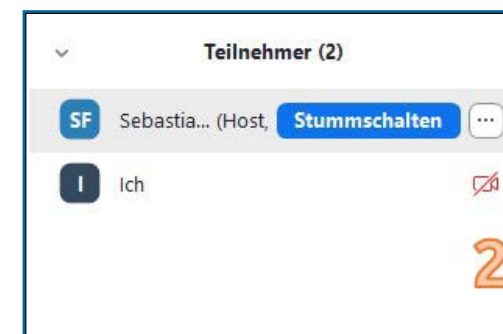 Teilnehmer (2)
SF Sebastia... (Host, Stummschalten ...
I Ich
2